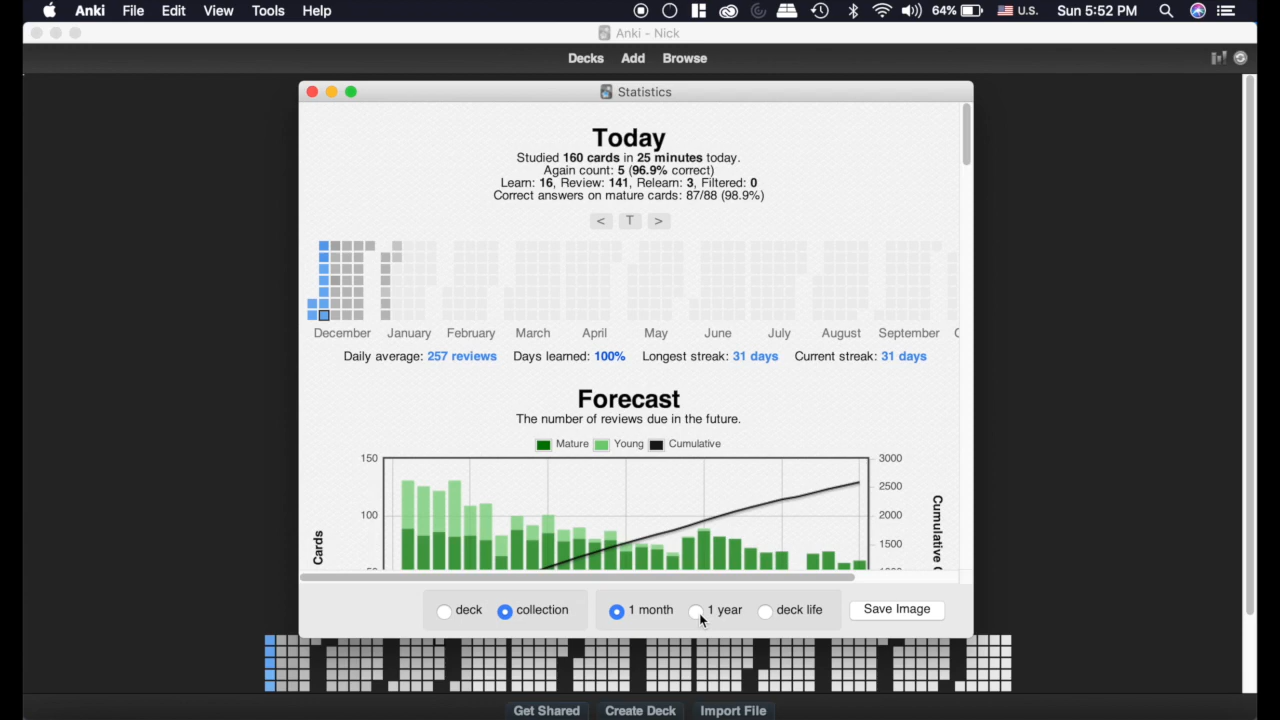 Anki File Edit View Tools Help 64% U.S. Sun 5:52 PM
Anki - Nick
Decks Add Browse
Statistics
Today
Studied 160 cards in 25 minutes today.
Again count: 5 (96.9% correct)
Learn: 16, Review: 141, Relearn: 3, Filtered: 0
Correct answers on mature cards: 87/88 (98.9%)
< T >
December January February March April May June July August September
Daily average: 257 reviews Days learned: 100% Longest streak: 31 days Current streak: 31 days
Forecast
The number of reviews due in the future.
Mature Young Cumulative
150 3000
2500
100 2000
1500
Cards
Cumulative
deck collection 1 month 1 year deck life Save Image
Get Shared Create Deck Import File